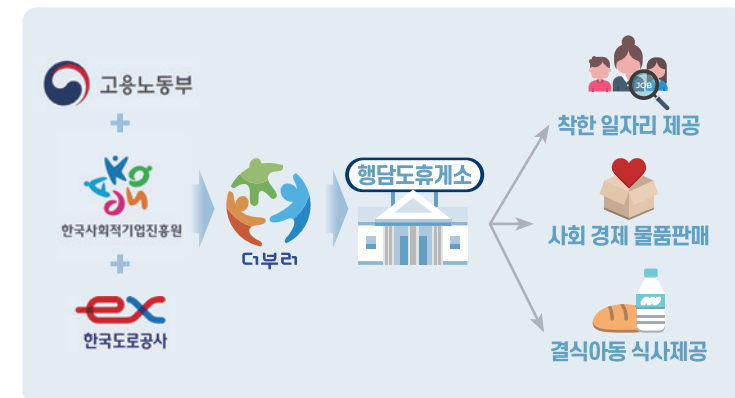 고용노동부
+
한국사회적기업진흥원
+
ex
한국도로공사
더부러
행담도휴게소
JOB
착한 일자리 제공
사회 경제 물품판매
결식아동 식사제공